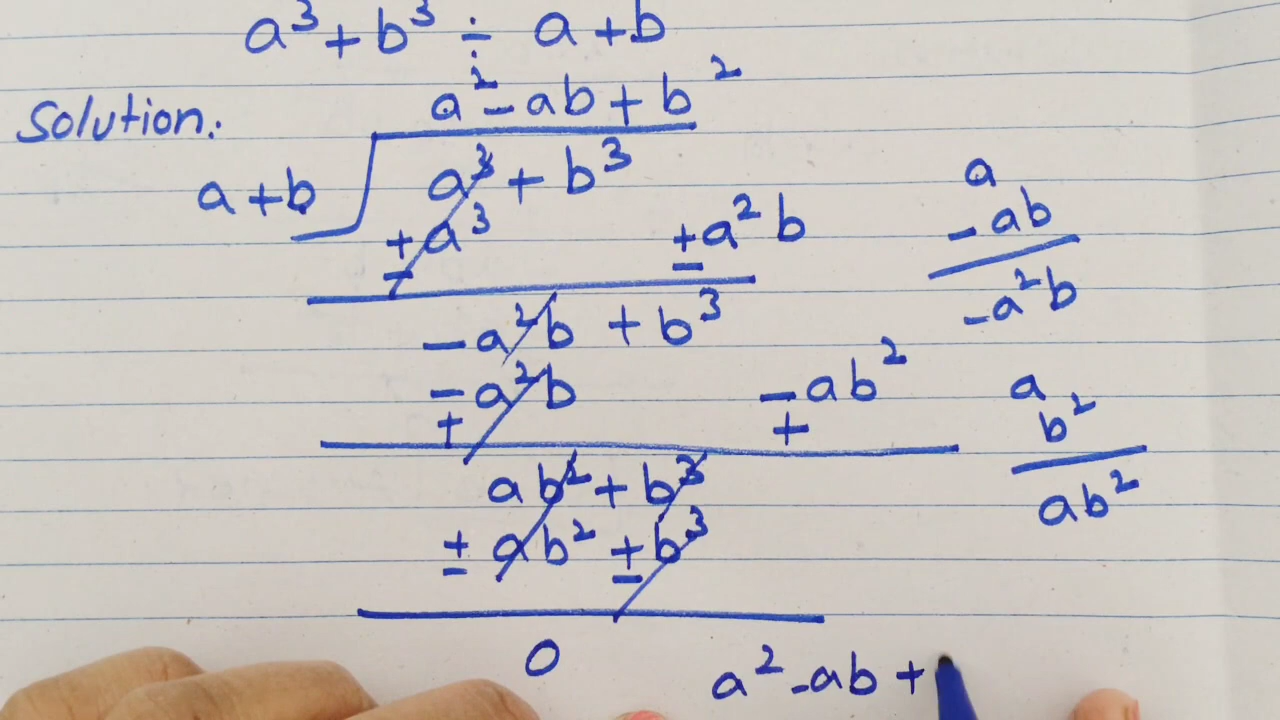 a³ + b³ ÷ a + b
Solution:
a² - ab + b²
a + b
a³ + b³
± a³ ± a²b
- a²b + b³
- a²b - ab²
+ +
ab² + b³
± ab² ± b³
0
a
- ab
- a²b
a
b²
ab²
a² - ab +